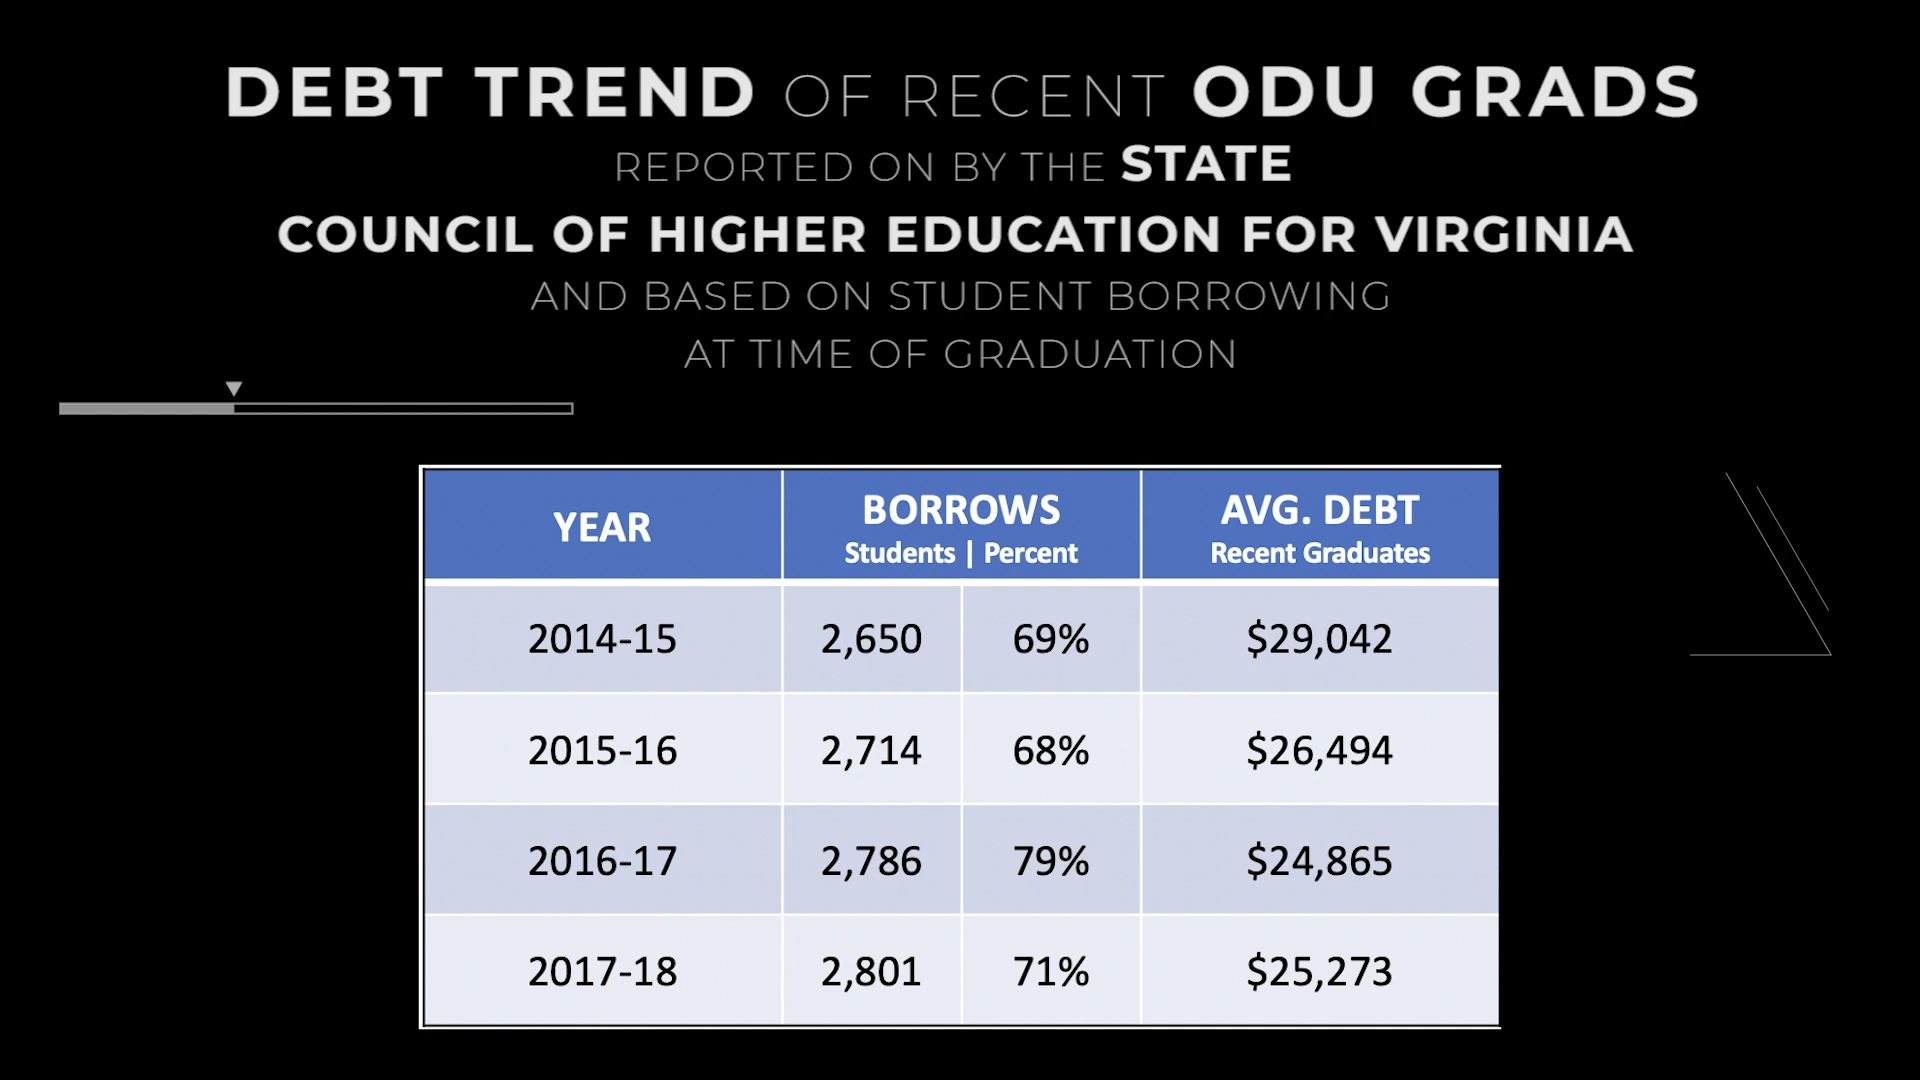 DEBT TREND OF RECENT ODU GRADS
REPORTED ON BY THE STATE
COUNCIL OF HIGHER EDUCATION FOR VIRGINIA
AND BASED ON STUDENT BORROWING
AT TIME OF GRADUATION
YEAR BORROWS AVG. DEBT
Students | Percent Recent Graduates
2014-15 2,650 69% $29,042
2015-16 2,714 68% $26,494
2016-17 2,786 79% $24,865
2017-18 2,801 71% $25,273